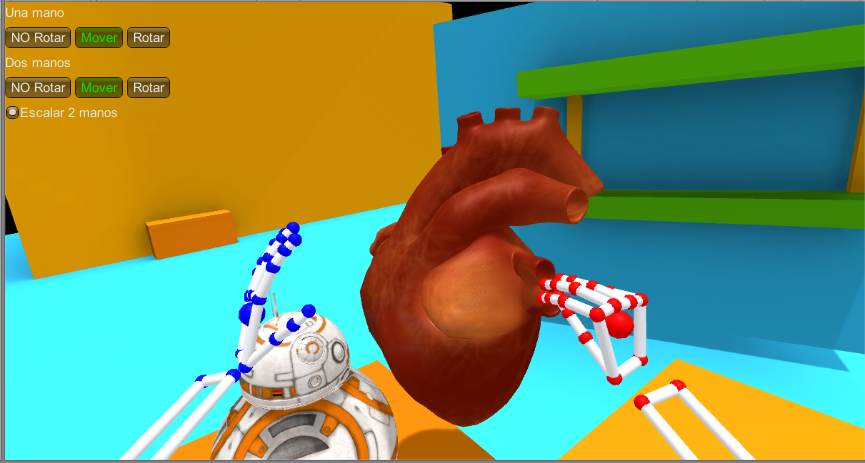 Una mano
NO Rotar Mover Rotar
Dos manos
NO Rotar Mover Rotar
Escalar 2 manos